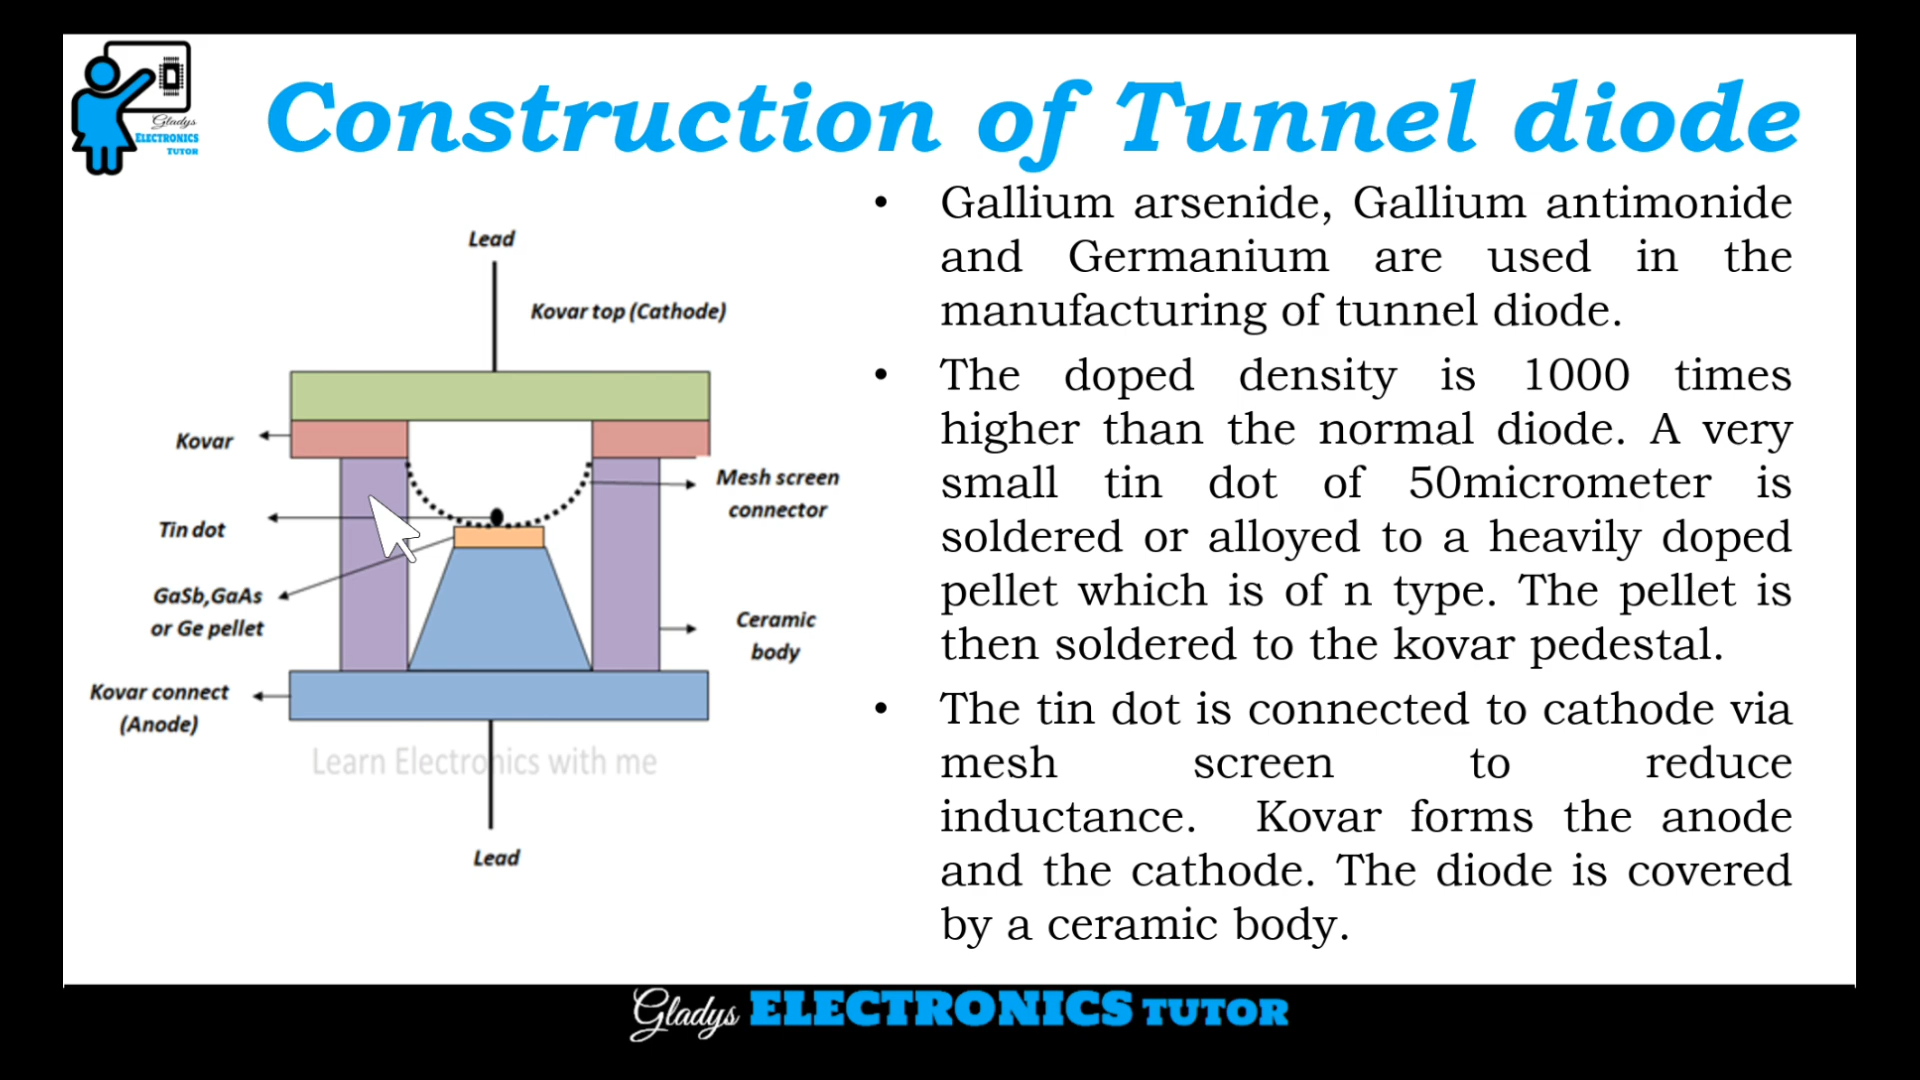 Gladys
ELECTRONICS
TUTOR
Construction of Tunnel diode
Lead
Kovar top (Cathode)
Kovar
Mesh screen
connector
Tin dot
GaSb,GaAs
or Ge pellet
Ceramic
body
Kovar connect
(Anode)
Learn Electronics with me
Lead
• Gallium arsenide, Gallium antimonide
and Germanium are used in the
manufacturing of tunnel diode.
• The doped density is 1000 times
higher than the normal diode. A very
small tin dot of 50micrometer is
soldered or alloyed to a heavily doped
pellet which is of n type. The pellet is
then soldered to the kovar pedestal.
• The tin dot is connected to cathode via
mesh screen to reduce
inductance. Kovar forms the anode
and the cathode. The diode is covered
by a ceramic body.
Gladys ELECTRONICS TUTOR